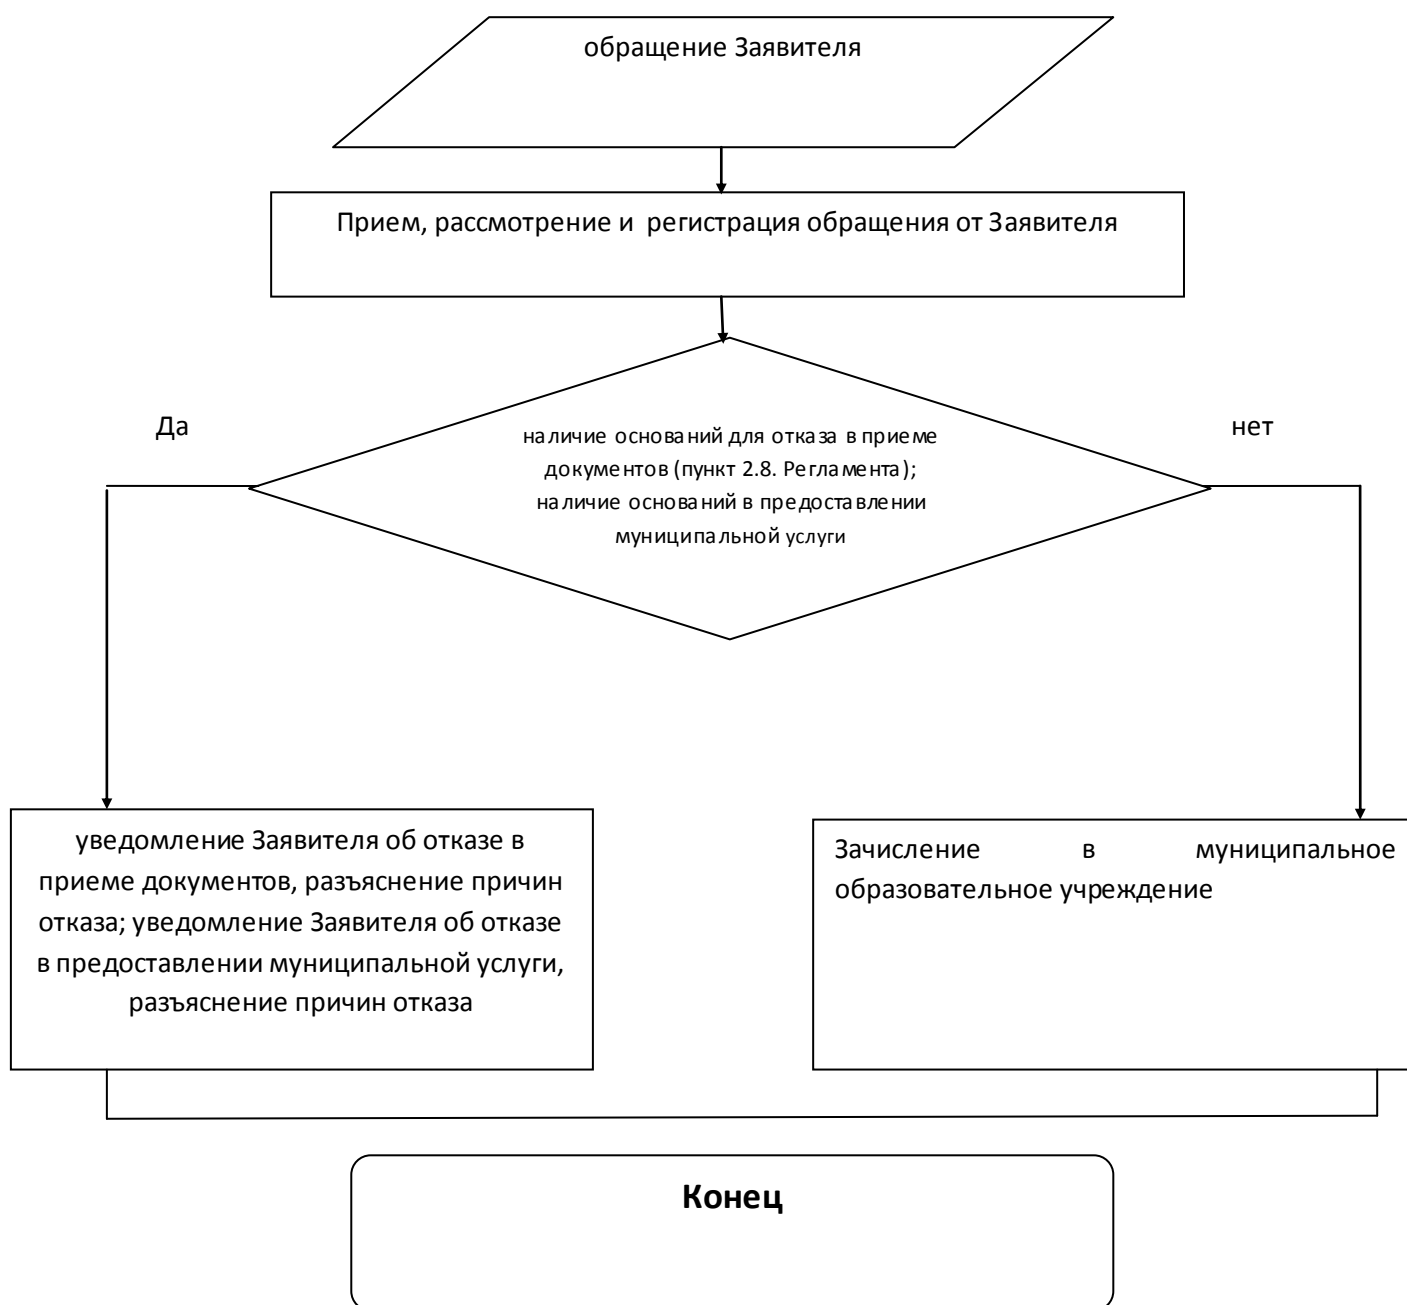 обращение Заявителя
Прием, рассмотрение и регистрация обращения от Заявителя
Да
нет
наличие оснований для отказа в приеме
документов (пункт 2.8. Регламента);
наличие оснований в предоставлении
муниципальной услуги
уведомление Заявителя об отказе в
приеме документов, разъяснение причин
отказа; уведомление Заявителя об отказе
в предоставлении муниципальной услуги,
разъяснение причин отказа
Зачисление в муниципальное
образовательное учреждение
Конец